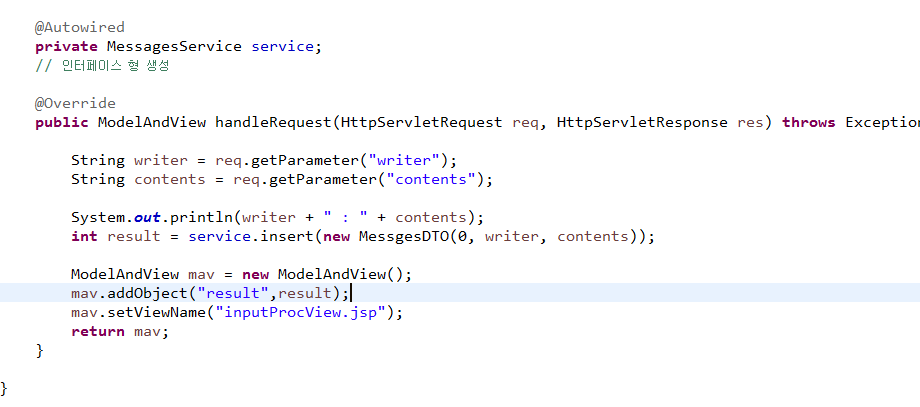 @Autowired
private MessagesService service;
// 인터페이스 형 생성
@Override
public ModelAndView handleRequest(HttpServletRequest req, HttpServletResponse res) throws Exception
String writer = req.getParameter("writer");
String contents = req.getParameter("contents");
System.out.println(writer + " : " + contents);
int result = service.insert(new MessgesDTO(0, writer, contents));
ModelAndView mav = new ModelAndView();
mav.addObject("result",result);
mav.setViewName("inputProcView.jsp");
return mav;
}
}